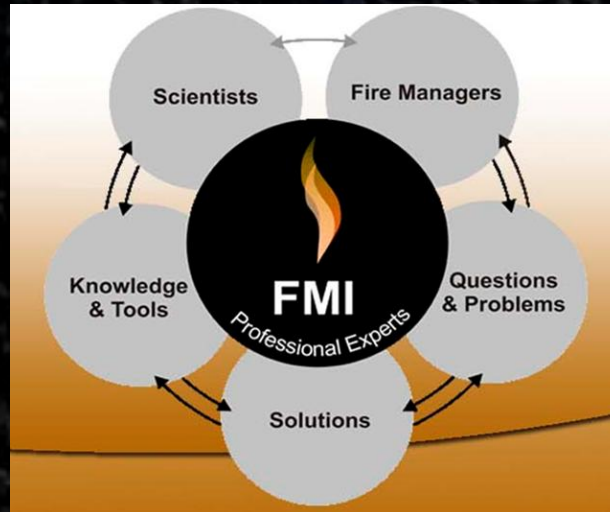 Scientists
Fire Managers
Knowledge
& Tools
FMI
Professional Experts
Questions
& Problems
Solutions